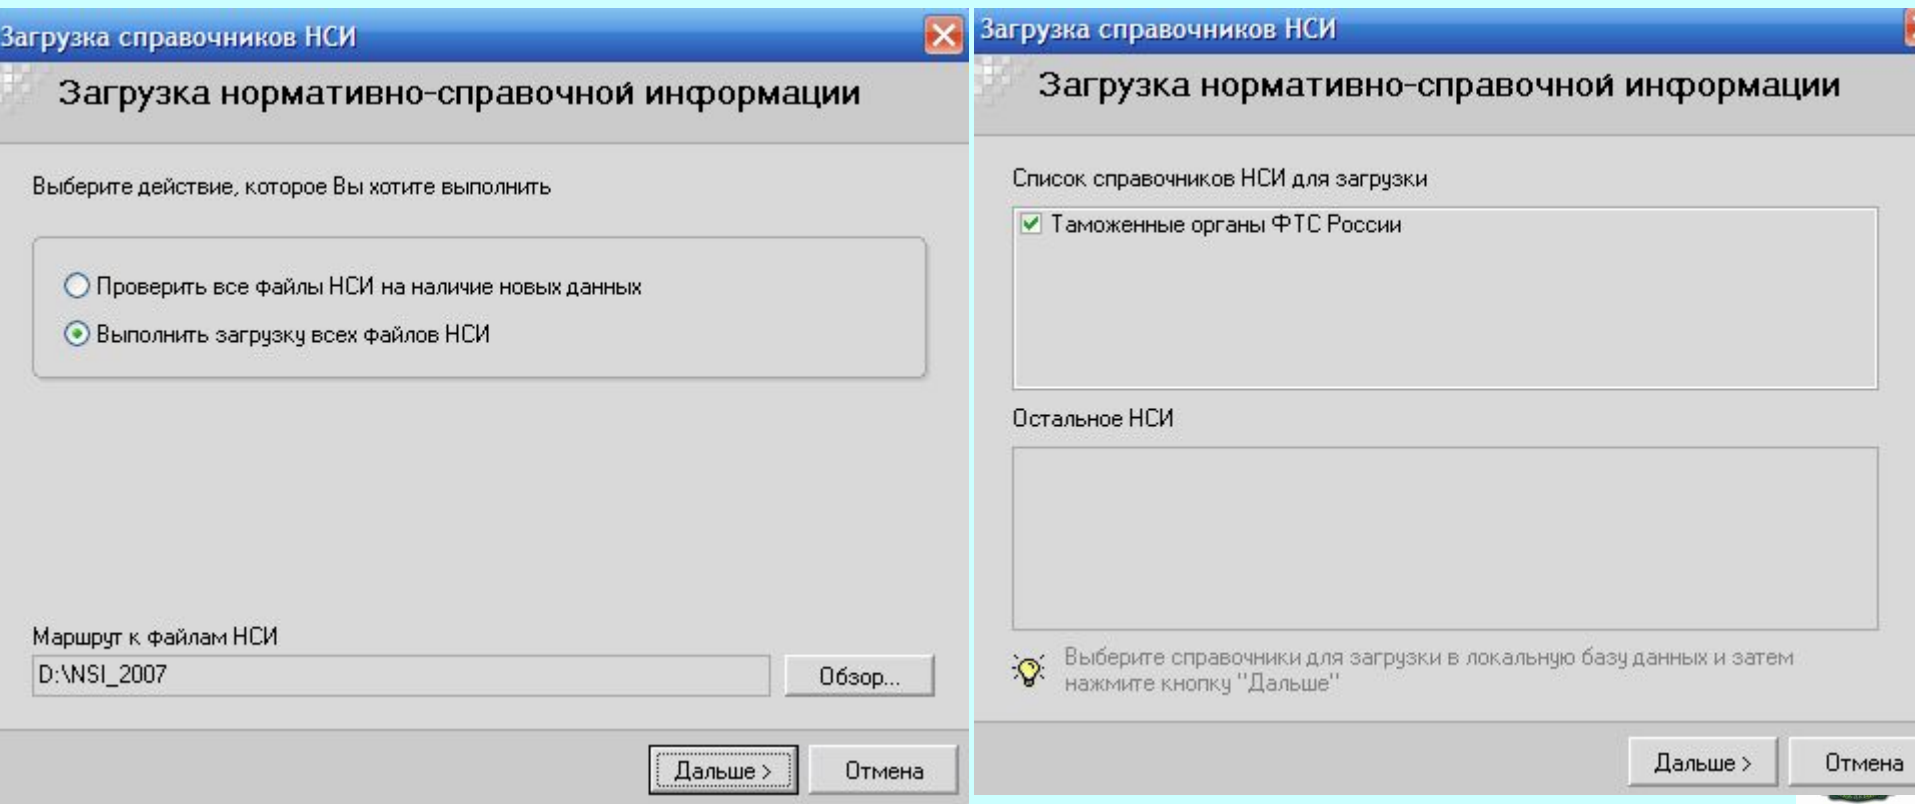 Загрузка справочников НСИ
Загрузка нормативно-справочной информации
Выберите действие, которое Вы хотите выполнить
Проверить все файлы НСИ на наличие новых данных
Выполнить загрузку всех файлов НСИ
Маршрут к файлам НСИ
D:\NSI_2007
Обзор...
Дальше >
Отмена
Загрузка справочников НСИ
Загрузка нормативно-справочной информации
Список справочников НСИ для загрузки
Таможенные органы ФТС России
Остальное НСИ
Выберите справочники для загрузки в локальную базу данных и затем
нажмите кнопку "Дальше"
Дальше >
Отмена